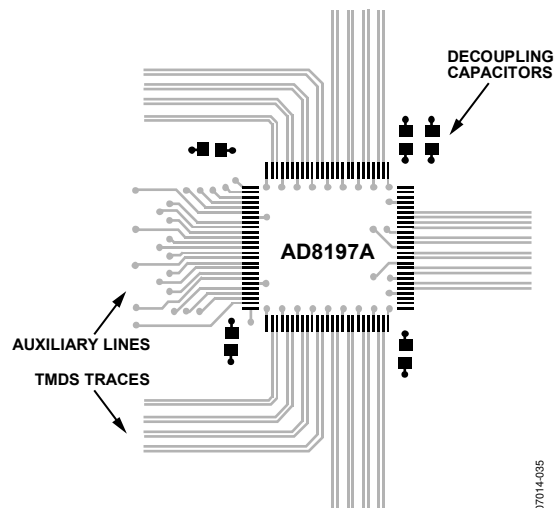 DECOUPLING
CAPACITORS
AD8197A
AUXILIARY LINES
TMDS TRACES
07014-035